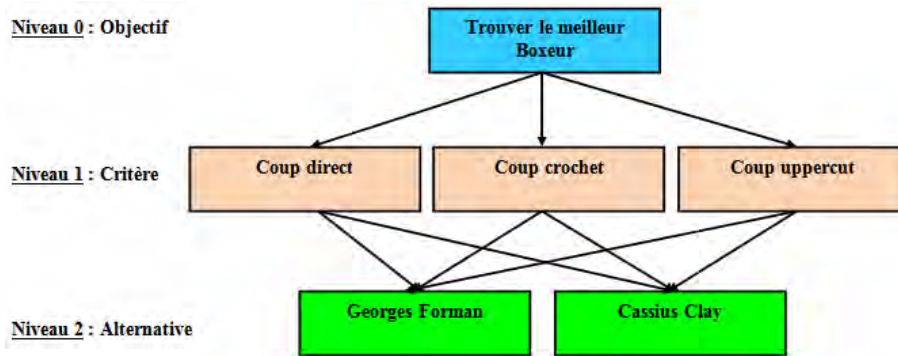 Niveau 0 : Objectif
Trouver le meilleur
Boxeur
Niveau 1 : Critère
Coup direct
Coup crochet
Coup uppercut
Niveau 2 : Alternative
Georges Forman
Cassius Clay